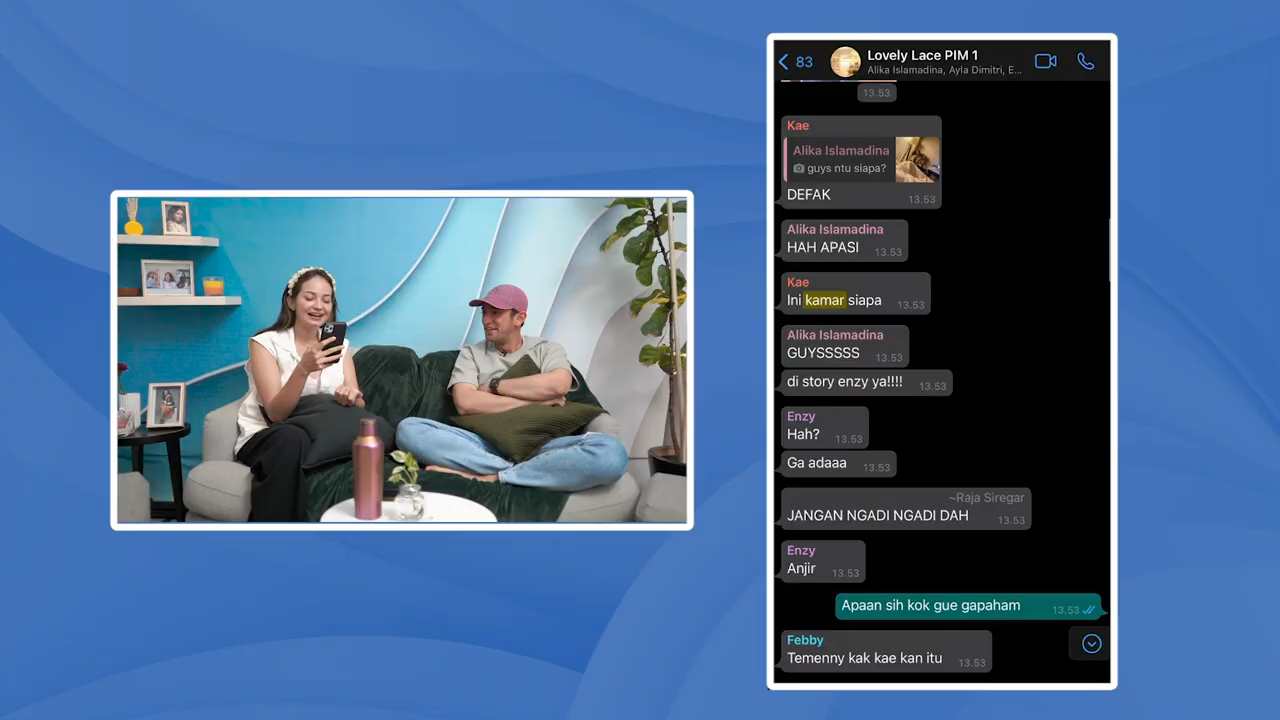 83
Lovely Lace PIM 1
Alika Islamadina, Ayla Dimitri, E...
13.53
Kae
Alika Islamadina
guys ntu siapa?
DEFAK 13.53
Alika Islamadina
HAH APASI 13.53
Kae
Ini kamar siapa 13.53
Alika Islamadina
GUYSSSSS 13.53
di story enzy ya!!!! 13.53
Enzy
Hah? 13.53
Ga adaaa 13.53
~Raja Siregar
JANGAN NGADI NGADI DAH 13.53
Enzy
Anjir 13.53
Apaan sih kok gue gapaham 13.53
Febby
Temenny kak kae kan itu 13.53